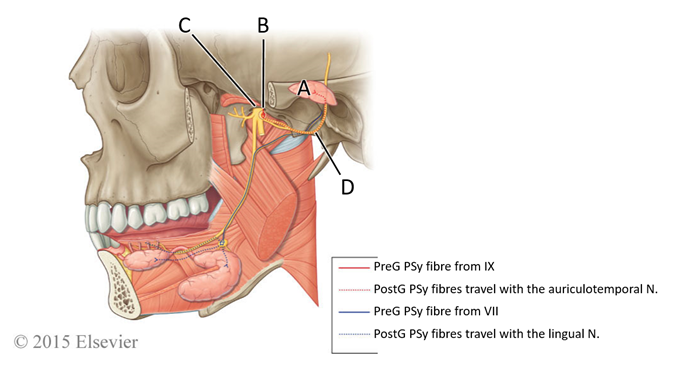 C B
A
D
PreG PSy fibre from IX
PostG PSy fibres travel with the auriculotemporal N.
PreG PSy fibre from VII
PostG PSy fibres travel with the lingual N.
© 2015 Elsevier